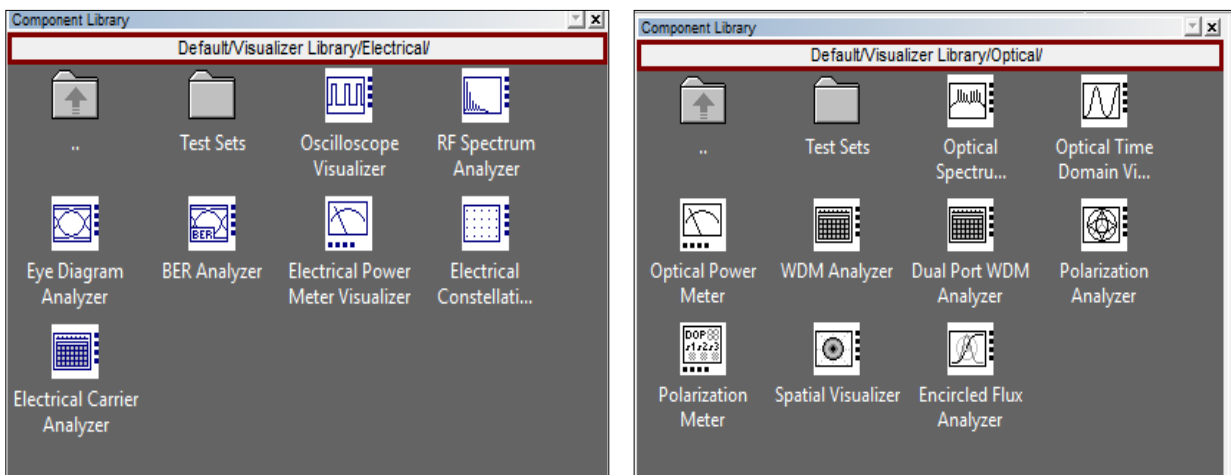 Component Library
Default/Visualizer Library/Electrical/
..
Test Sets
Oscilloscope
Visualizer
RF Spectrum
Analyzer
Eye Diagram
Analyzer
BER
BER Analyzer
Electrical Power
Meter Visualizer
Electrical
Constellati...
Electrical Carrier
Analyzer
Component Library
Default/Visualizer Library/Optical/
..
Test Sets
Optical
Spectru...
Optical Time
Domain Vi...
Optical Power
Meter
WDM Analyzer
Dual Port WDM
Analyzer
Polarization
Analyzer
DOP
s1s2s3
Polarization
Meter
Spatial Visualizer
Encircled Flux
Analyzer